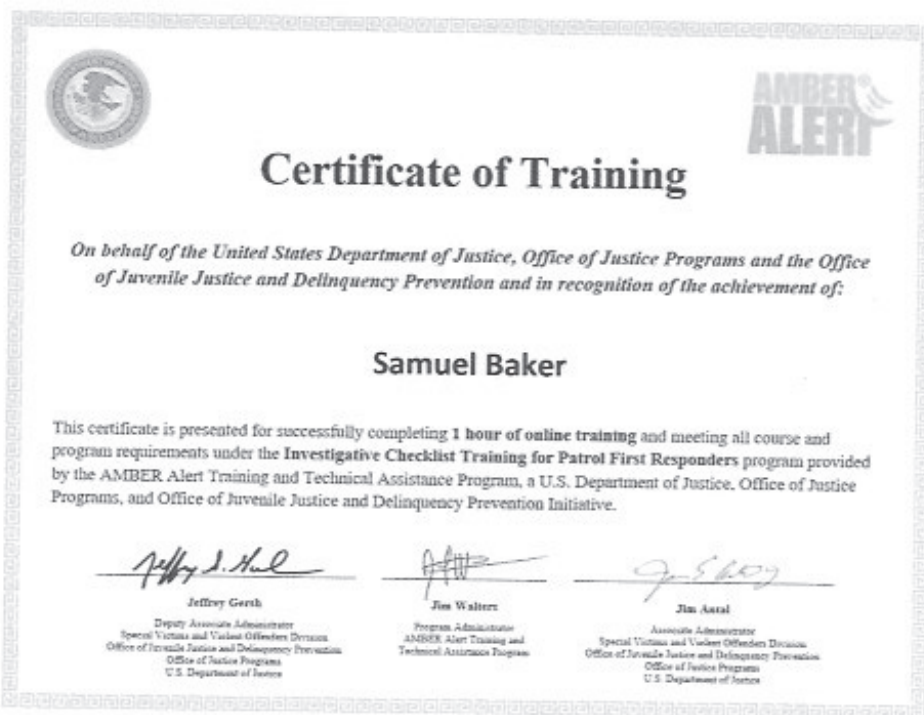 AMBER
ALERT
Certificate of Training
On behalf of the United States Department of Justice, Office of Justice Programs and the Office
of Juvenile Justice and Delinquency Prevention and in recognition of the achievement of:
Samuel Baker
This certificate is presented for successfully completing 1 hour of online training and meeting all course and
program requirements under the Investigative Checklist Training for Patrol First Responders program provided
by the AMBER Alert Training and Technical Assistance Program, a U.S. Department of Justice, Office of Justice
Programs, and Office of Juvenile Justice and Delinquency Prevention Initiative.
Jeffrey Gersh
Deputy Associate Administrator
Special Victims and Violent Offenders Division
Office of Juvenile Justice and Delinquency Prevention
Office of Justice Programs
U.S. Department of Justice
Jim Walters
Program Administrator
AMBER Alert Training and
Technical Assistance Program
Jim Antal
Associate Administrator
Special Victims and Violent Offenders Division
Office of Juvenile Justice and Delinquency Prevention
Office of Justice Programs
U.S. Department of Justice